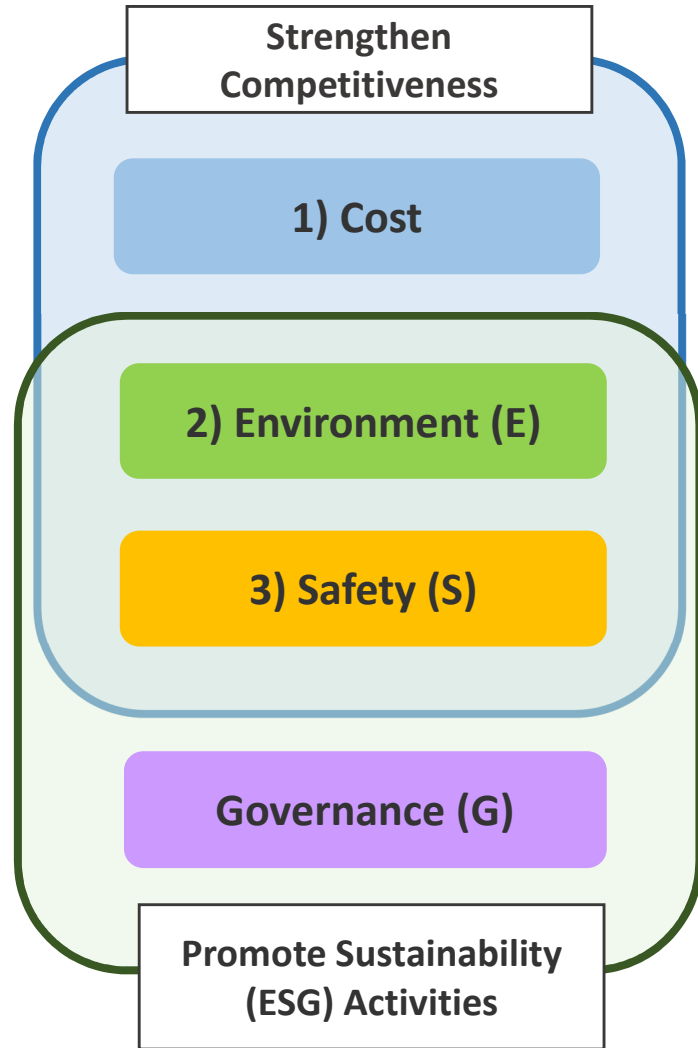 Strengthen
Competitiveness
1) Cost
2) Environment (E)
3) Safety (S)
Governance (G)
Promote Sustainability
(ESG) Activities